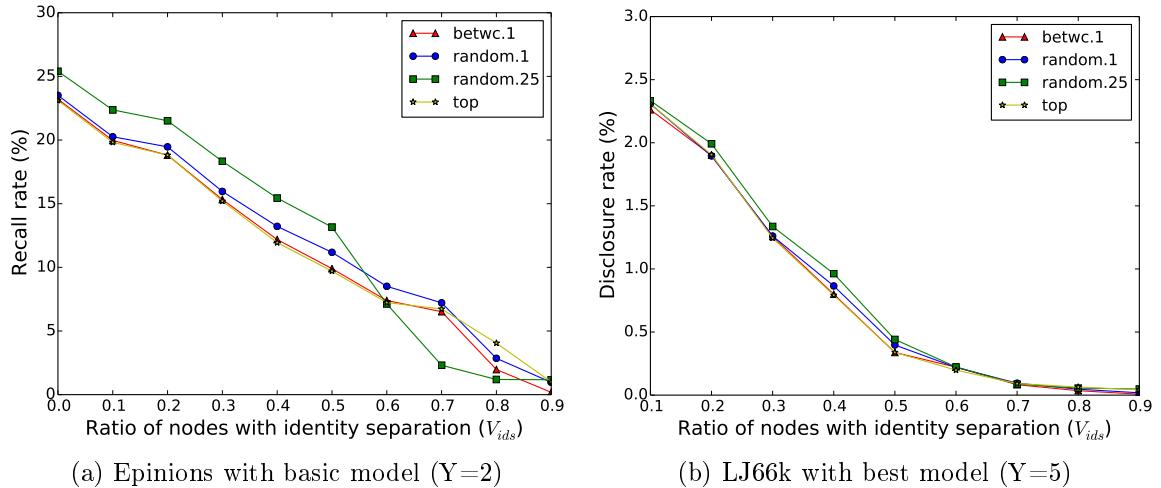 30
25
20
15
10
5
0
0.0 0.1 0.2 0.3 0.4 0.5 0.6 0.7 0.8 0.9
Recall rate (%)
Ratio of nodes with identity separation (V_ids)
betwc.1
random.1
random.25
top
(a) Epinions with basic model (Y=2)
3.0
2.5
2.0
1.5
1.0
0.5
0.0
0.1 0.2 0.3 0.4 0.5 0.6 0.7 0.8 0.9
Disclosure rate (%)
Ratio of nodes with identity separation (V_ids)
betwc.1
random.1
random.25
top
(b) LJ66k with best model (Y=5)